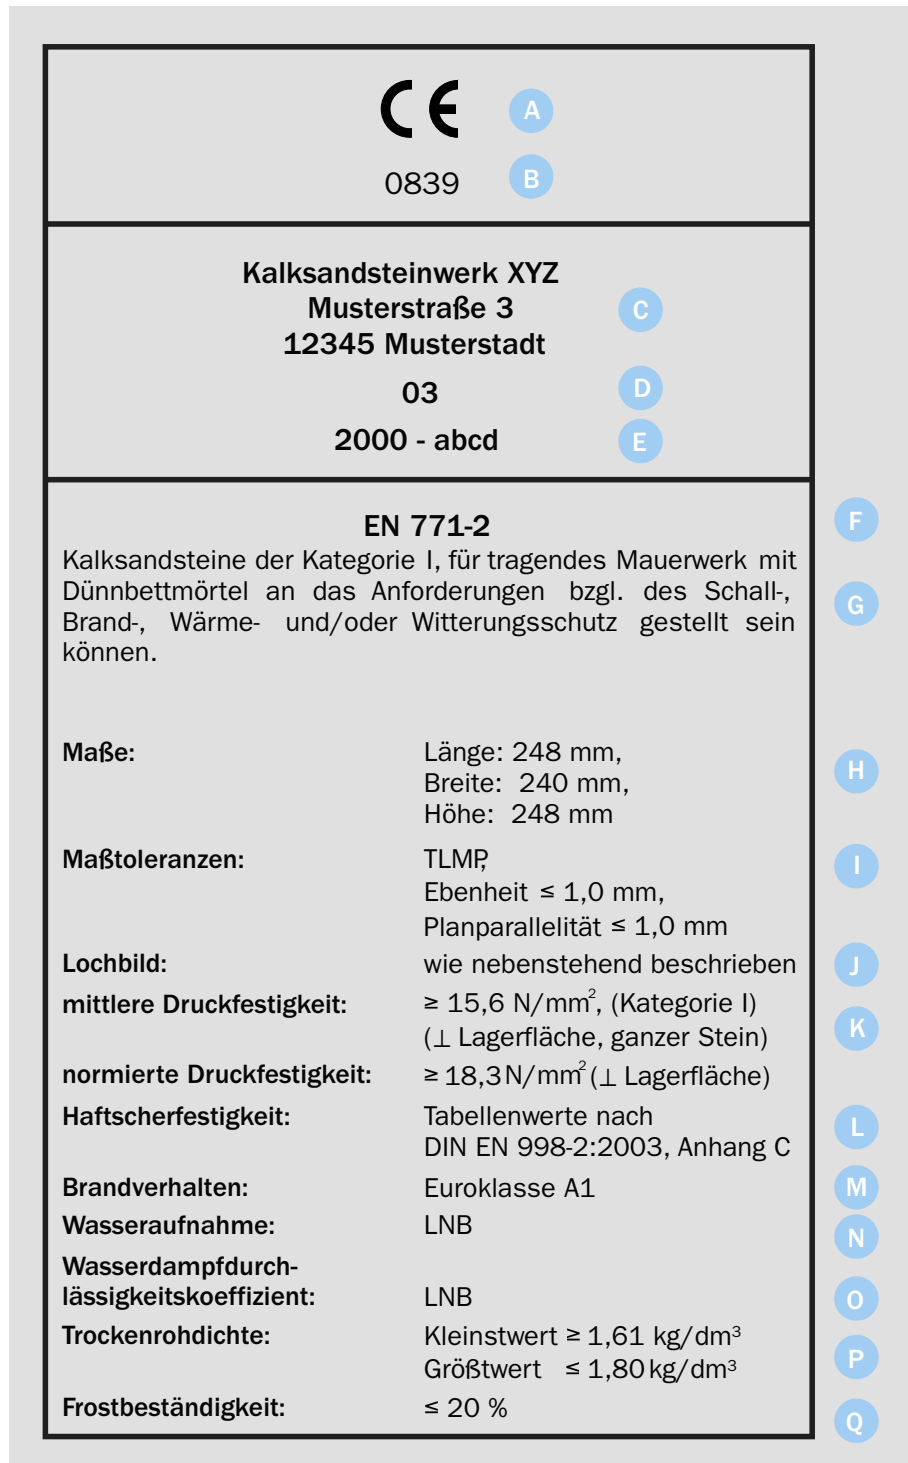 CE A
0839 B
Kalksandsteinwerk XYZ
Musterstraße 3 C
12345 Musterstadt
03 D
2000 - abcd E
EN 771-2 F
Kalksandsteine der Kategorie I, für tragendes Mauerwerk mit
Dünnbettmörtel an das Anforderungen bzgl. des Schall-, G
Brand-, Wärme- und/oder Witterungsschutz gestellt sein
können.
Maße: Länge: 248 mm,
Breite: 240 mm, H
Höhe: 248 mm
Maßtoleranzen: TLMP, I
Ebenheit ≤ 1,0 mm,
Planparallelität ≤ 1,0 mm
Lochbild: wie nebenstehend beschrieben J
mittlere Druckfestigkeit: ≥ 15,6 N/mm², (Kategorie I)
(⊥ Lagerfläche, ganzer Stein) K
normierte Druckfestigkeit: ≥ 18,3 N/mm² (⊥ Lagerfläche)
Haftscherfestigkeit: Tabellenwerte nach L
DIN EN 998-2:2003, Anhang C
Brandverhalten: Euroklasse A1 M
Wasseraufnahme: LNB N
Wasserdampfdurch-
lässigkeitskoeffizient: LNB O
Trockenrohdichte: Kleinstwert ≥ 1,61 kg/dm³ P
Größtwert ≤ 1,80 kg/dm³
Frostbeständigkeit: ≤ 20 % Q